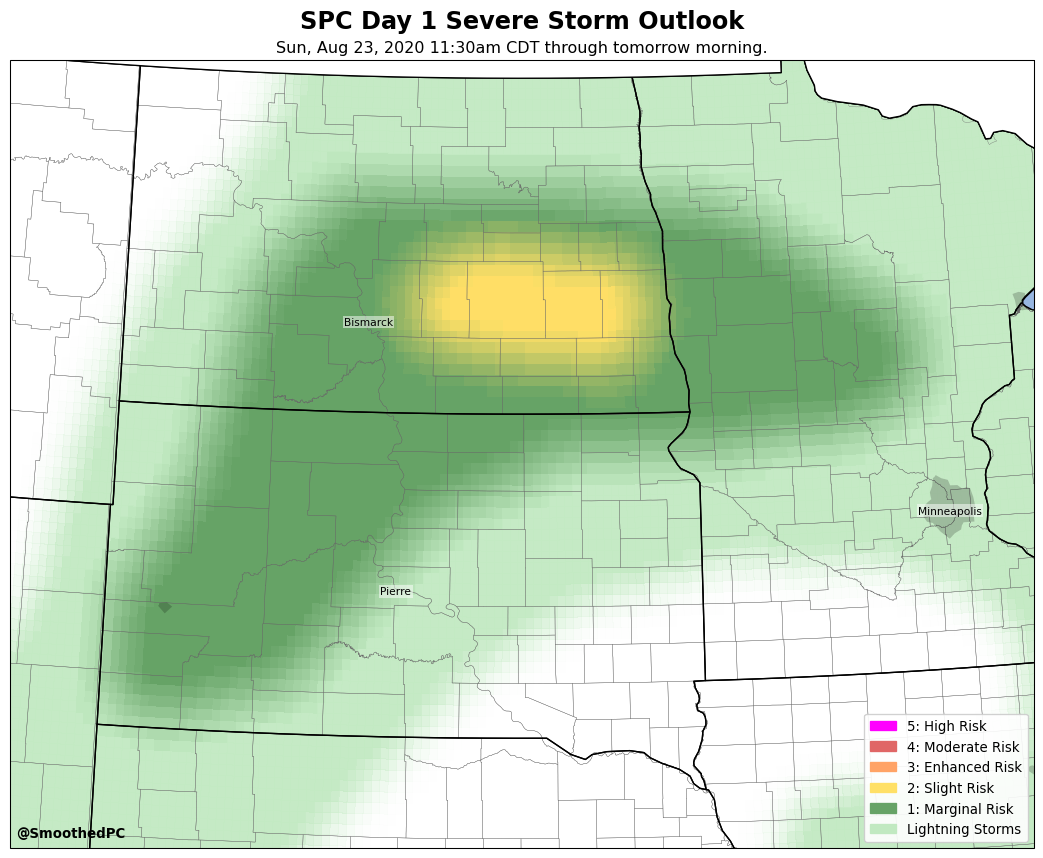 SPC Day 1 Severe Storm Outlook
Sun, Aug 23, 2020 11:30am CDT through tomorrow morning.
Bismarck
Minneapolis
Pierre
5: High Risk
4: Moderate Risk
3: Enhanced Risk
2: Slight Risk
1: Marginal Risk
Lightning Storms
@SmoothedPC